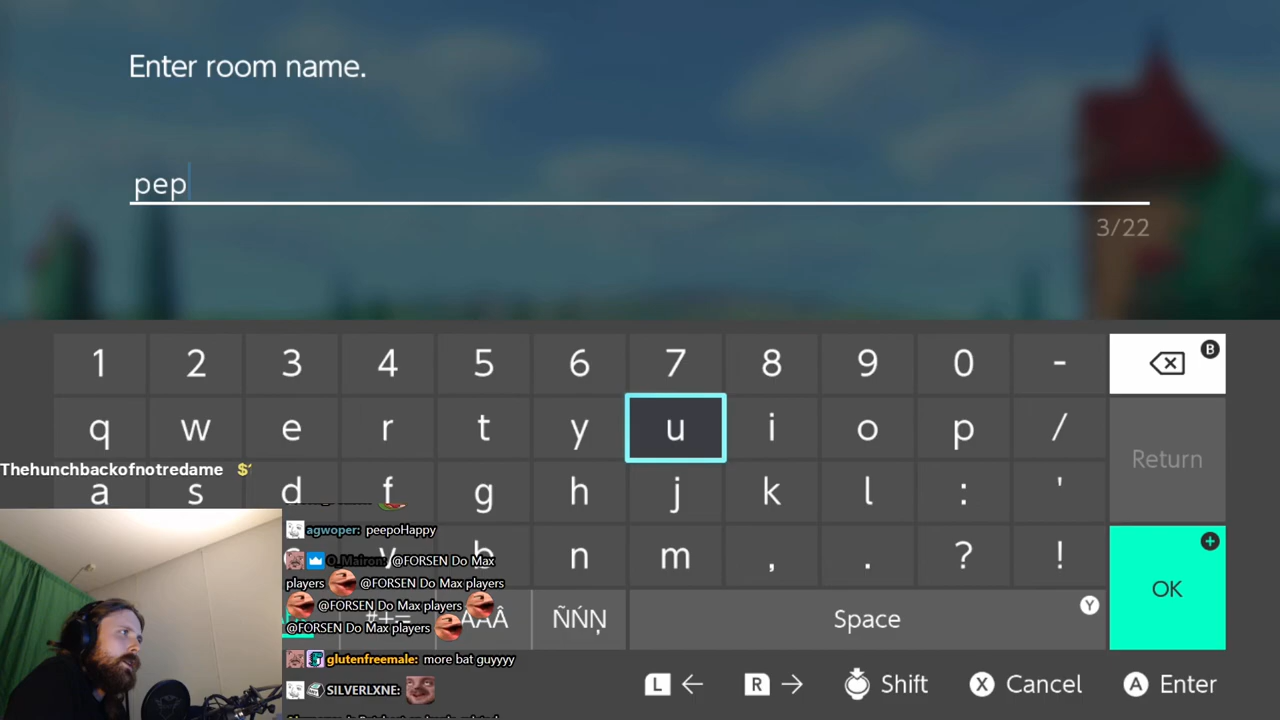 Enter room name.
pep
3/22
1 2 3 4 5 6 7 8 9 0 - B
q w e r t y u i o p /
Return
Thehunchbackofnotredame $
a s d f g h j k l : '
agwoper: peepoHappy
n m , . ? ! +
O_Mairon: @FORSEN Do Max
players @FORSEN Do Max players
@FORSEN Do Max players
@FORSEN Do Max players
OK
#+= ÀÄÂ ÑŃŅ Space Y
glutenfreemale: more bat guyyyy
SILVERLXNE:
L ← R → Shift X Cancel A Enter